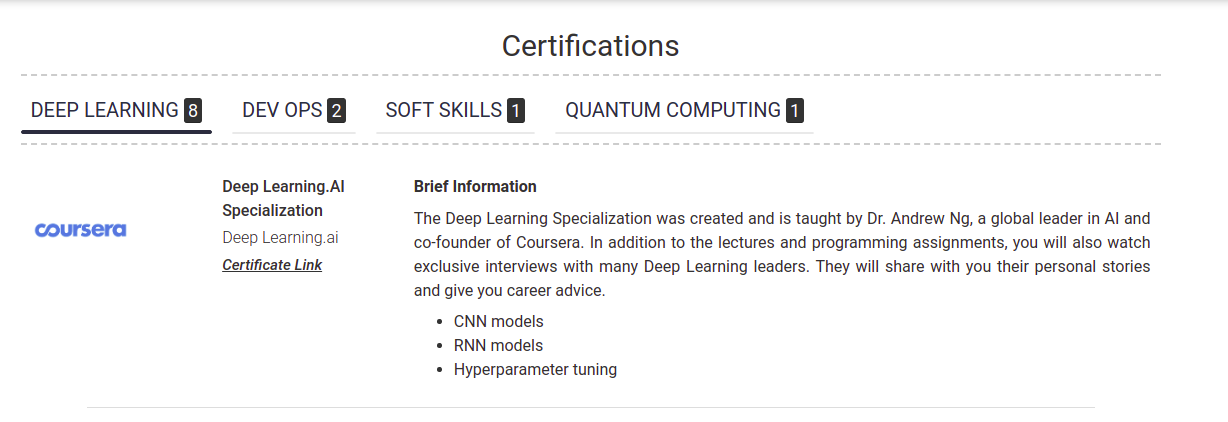 Certifications
DEEP LEARNING 8 DEV OPS 2 SOFT SKILLS 1 QUANTUM COMPUTING 1
coursera
Deep Learning.AI
Specialization
Deep Learning.ai
Certificate Link
Brief Information
The Deep Learning Specialization was created and is taught by Dr. Andrew Ng, a global leader in AI and
co-founder of Coursera. In addition to the lectures and programming assignments, you will also watch
exclusive interviews with many Deep Learning leaders. They will share with you their personal stories
and give you career advice.
• CNN models
• RNN models
• Hyperparameter tuning